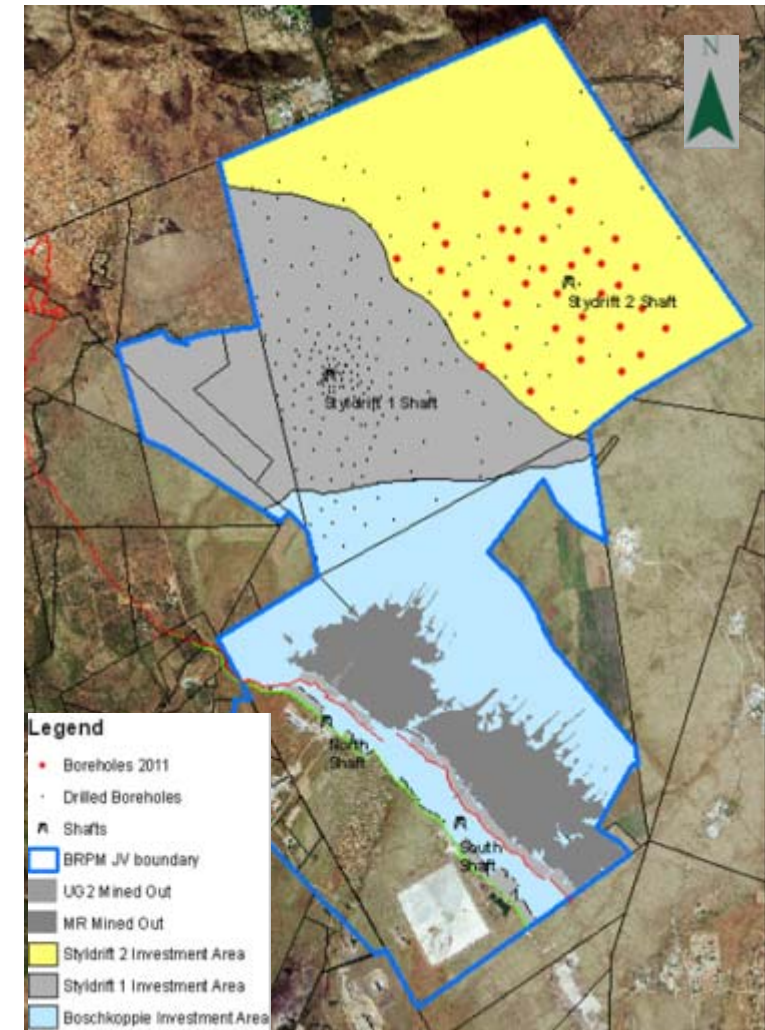 N
Stydrift 2 Shaft
Styldrift 1 Shaft
North
Shaft
South
Shaft
Legend
Boreholes 2011
Drilled Boreholes
Shafts
BRPM JV boundary
UG2 Mined Out
MR Mined Out
Styldrift 2 Investment Area
Styldrift 1 Investment Area
Boschkoppie Investment Area